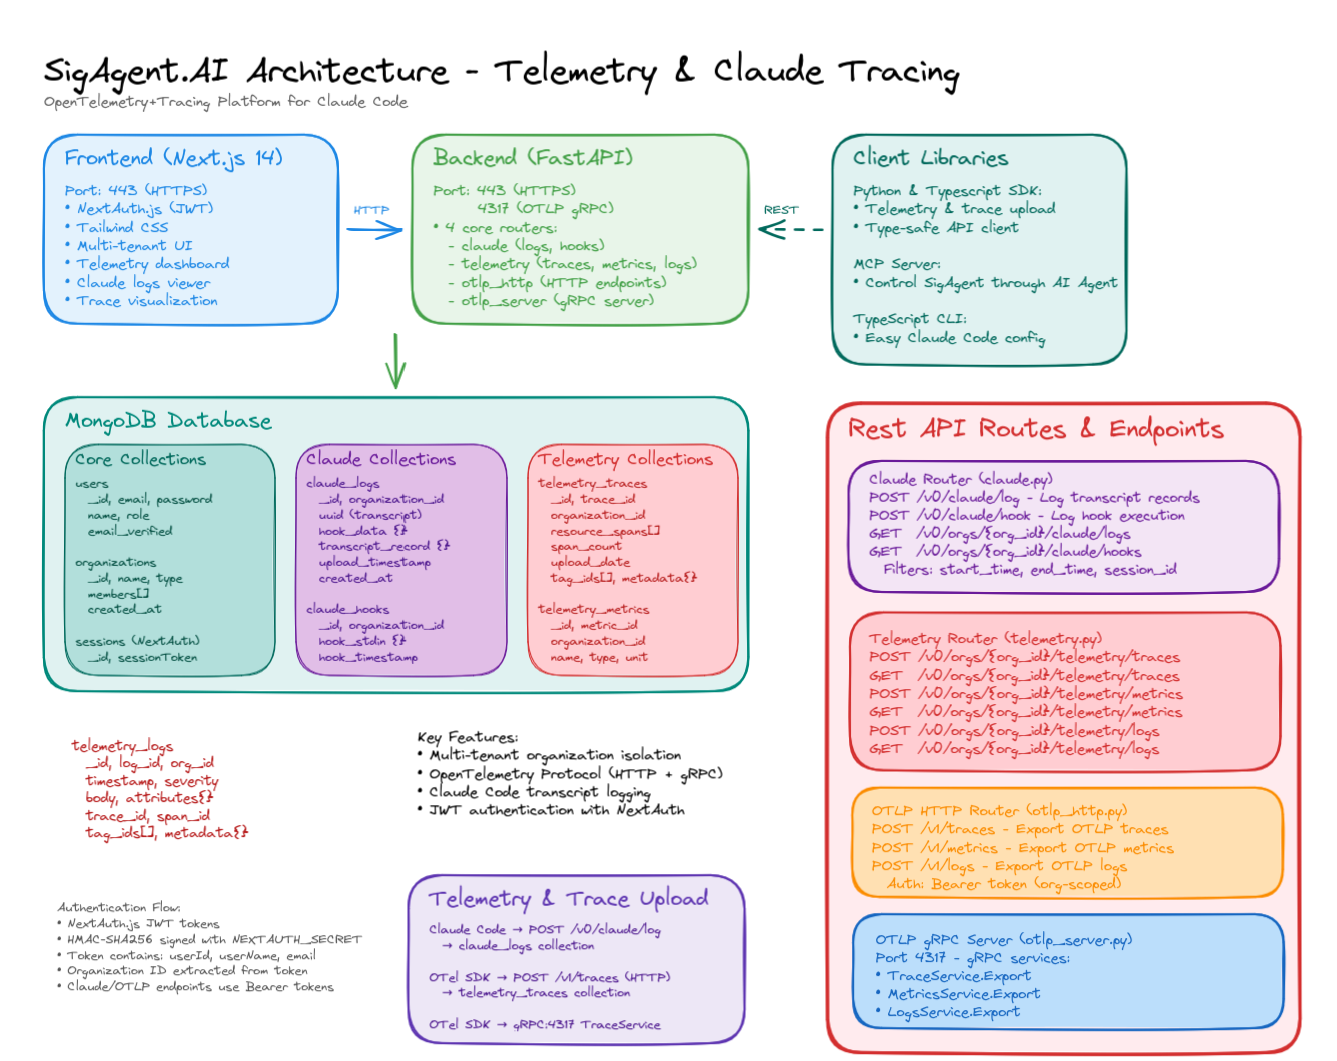 SigAgent.AI Architecture - Telemetry & Claude Tracing
OpenTelemetry+Tracing Platform for Claude Code
Frontend (Next.js 14)
Port: 443 (HTTPS)
• NextAuth.js (JWT)
• Tailwind CSS
• Multi-tenant UI
• Telemetry dashboard
• Claude logs viewer
• Trace visualization
HTTP
Backend (FastAPI)
Port: 443 (HTTPS)
4317 (OTLP gRPC)
• 4 core routers:
- claude (logs, hooks)
- telemetry (traces, metrics, logs)
- otlp_http (HTTP endpoints)
- otlp_server (gRPC server)
REST
Client Libraries
Python & Typescript SDK:
• Telemetry & trace upload
• Type-safe API client
MCP Server:
• Control SigAgent through AI Agent
TypeScript CLI:
• Easy Claude Code config
MongoDB Database
Core Collections
users
_id, email, password
name, role
email_verified
organizations
_id, name, type
members[]
created_at
sessions (NextAuth)
_id, sessionToken
Claude Collections
claude_logs
_id, organization_id
uuid (transcript)
hook_data {}
transcript_record {}
upload_timestamp
created_at
claude_hooks
_id, organization_id
hook_stdin {}
hook_timestamp
Telemetry Collections
telemetry_traces
_id, trace_id
organization_id
resource_spans[]
span_count
upload_date
tag_ids[], metadata{}
telemetry_metrics
_id, metric_id
organization_id
name, type, unit
Rest API Routes & Endpoints
Claude Router (claude.py)
POST /v0/claude/log - Log transcript records
POST /v0/claude/hook - Log hook execution
GET /v0/orgs/{org_id}/claude/logs
GET /v0/orgs/{org_id}/claude/hooks
Filters: start_time, end_time, session_id
Telemetry Router (telemetry.py)
POST /v0/orgs/{org_id}/telemetry/traces
GET /v0/orgs/{org_id}/telemetry/traces
POST /v0/orgs/{org_id}/telemetry/metrics
GET /v0/orgs/{org_id}/telemetry/metrics
POST /v0/orgs/{org_id}/telemetry/logs
GET /v0/orgs/{org_id}/telemetry/logs
OTLP HTTP Router (otlp_http.py)
POST /v1/traces - Export OTLP traces
POST /v1/metrics - Export OTLP metrics
POST /v1/logs - Export OTLP logs
Auth: Bearer token (org-scoped)
OTLP gRPC Server (otlp_server.py)
Port 4317 - gRPC services:
• TraceService.Export
• MetricsService.Export
• LogsService.Export
telemetry_logs
_id, log_id, org_id
timestamp, severity
body, attributes{}
trace_id, span_id
tag_ids[], metadata{}
Key Features:
• Multi-tenant organization isolation
• OpenTelemetry Protocol (HTTP + gRPC)
• Claude Code transcript logging
• JWT authentication with NextAuth
Authentication Flow:
• NextAuth.js JWT tokens
• HMAC-SHA256 signed with NEXTAUTH_SECRET
• Token contains: userId, userName, email
• Organization ID extracted from token
• Claude/OTLP endpoints use Bearer tokens
Telemetry & Trace Upload
Claude Code → POST /v0/claude/log
→ claude_logs collection
OTel SDK → POST /v1/traces (HTTP)
→ telemetry_traces collection
OTel SDK → gRPC:4317 TraceService